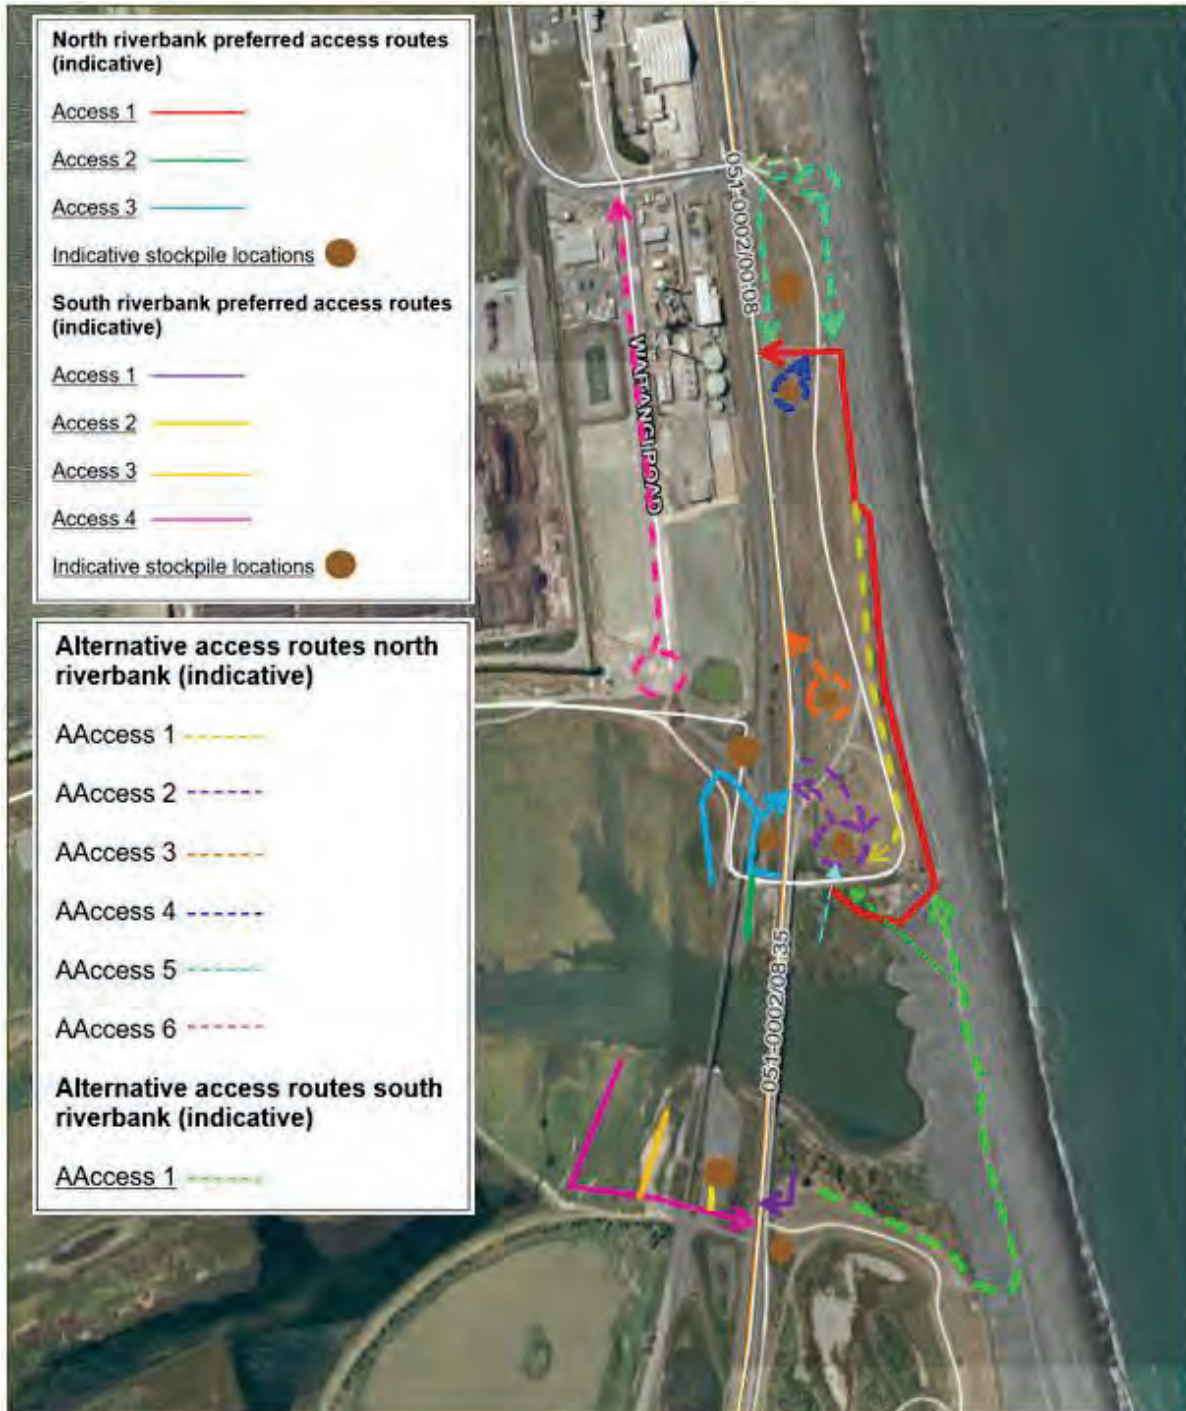 North riverbank preferred access routes
(indicative)
Access 1
Access 2
Access 3
Indicative stockpile locations
South riverbank preferred access routes
(indicative)
Access 1
Access 2
Access 3
Access 4
Indicative stockpile locations
Alternative access routes north
riverbank (indicative)
AAccess 1
AAccess 2
AAccess 3
AAccess 4
AAccess 5
AAccess 6
Alternative access routes south
riverbank (indicative)
AAccess 1
051-0002/00:08
WAITANGI ROAD
051-0002/08.35